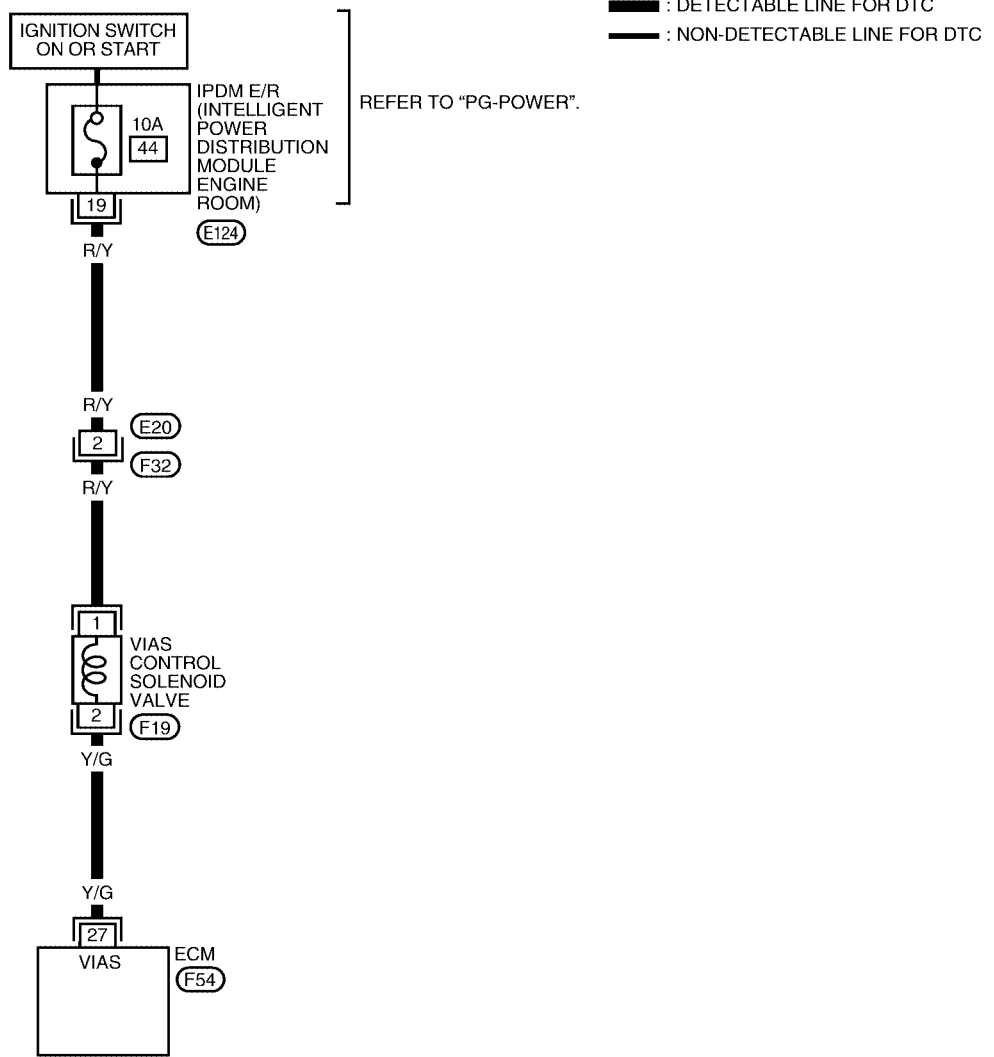 : DETECTABLE LINE FOR DTC
: NON-DETECTABLE LINE FOR DTC
IGNITION SWITCH
ON OR START
IPDM E/R
(INTELLIGENT
POWER
DISTRIBUTION
MODULE
ENGINE
ROOM)
REFER TO “PG-POWER”.
10A
44
19
E124
R/Y
R/Y
E20
2
F32
R/Y
1
VIAS
CONTROL
SOLENOID
VALVE
2
F19
Y/G
Y/G
27
VIAS
ECM
F54